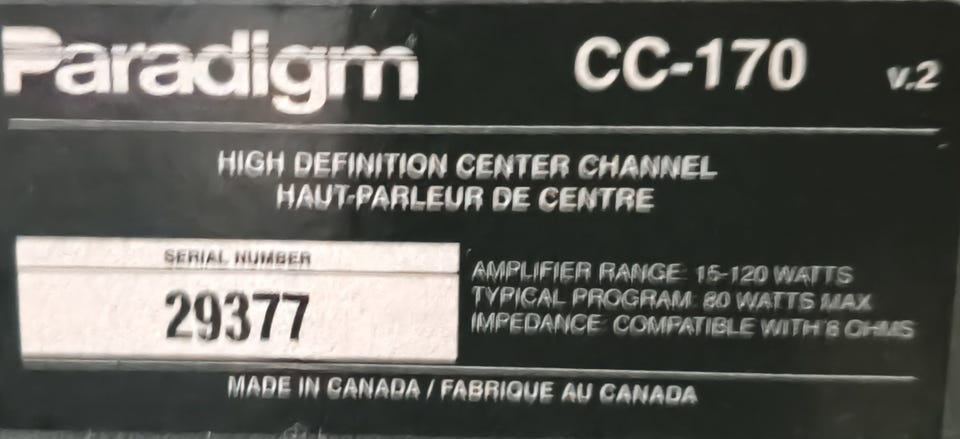 Paradigm CC-170 v.2
HIGH DEFINITION CENTER CHANNEL
HAUT-PARLEUR DE CENTRE
SERIAL NUMBER
29377
AMPLIFIER RANGE: 15-120 WATTS
TYPICAL PROGRAM: 80 WATTS MAX
IMPEDANCE: COMPATIBLE WITH 8 OHMS
MADE IN CANADA / FABRIQUE AU CANADA